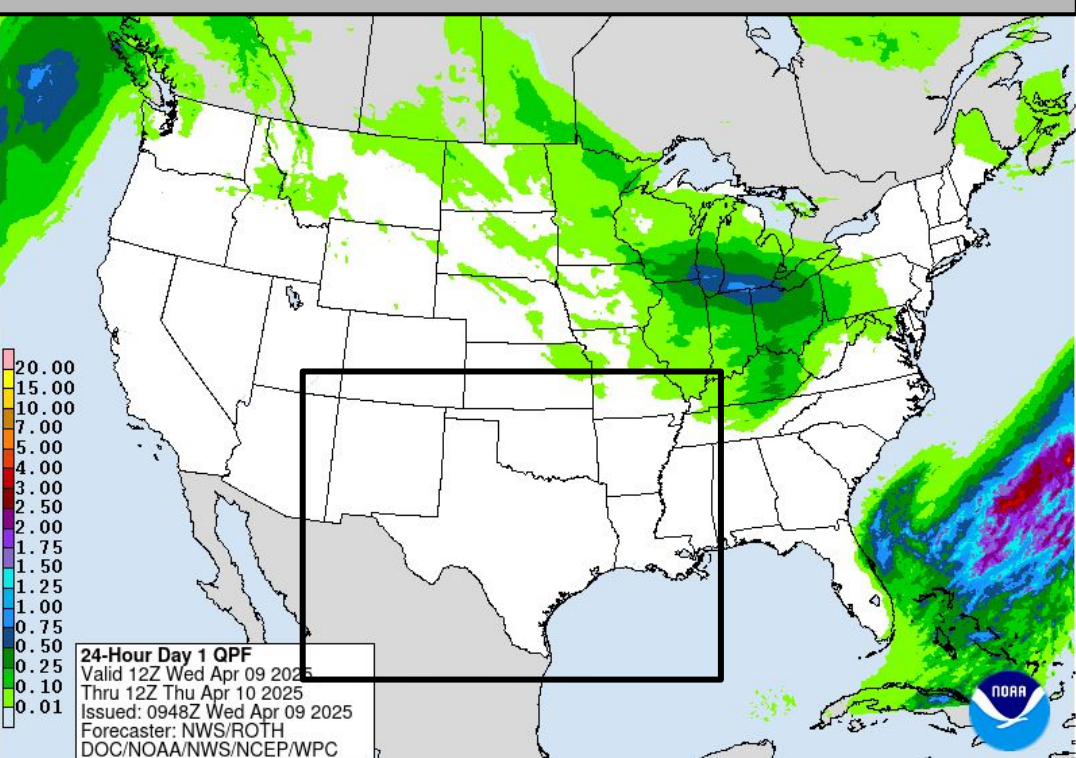 20.00
15.00
10.00
7.00
5.00
4.00
3.00
2.50
2.00
1.75
1.50
1.25
1.00
0.75
0.50
0.25
0.10
0.01
24-Hour Day 1 QPF
Valid 12Z Wed Apr 09 2025
Thru 12Z Thu Apr 10 2025
Issued: 0948Z Wed Apr 09 2025
Forecaster: NWS/ROTH
DOC/NOAA/NWS/NCEP/WPC
NOAA